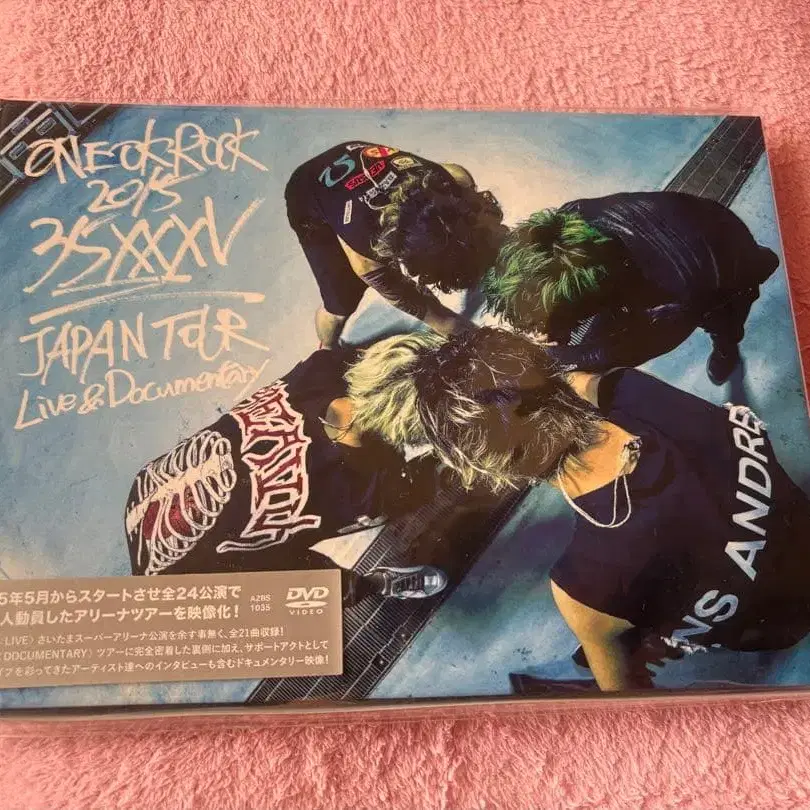 ONE OK ROCK
2015
35XXXV
JAPAN TOUR
Live & Documentary
NS ANDRE
5年5月からスタートさせ全24公演で
人動員したアリーナツアーを映像化!
AZBS
1035
DVD
VIDEO
LIVE〉さいたまスーパーアリーナ公演を余す事無く、全21曲収録!
DOCUMENTARY〉ツアーに完全密着した裏側に加え、サポートアクトとして
イブを彩ってきたアーティスト達へのインタビューも含むドキュメンタリー映像!